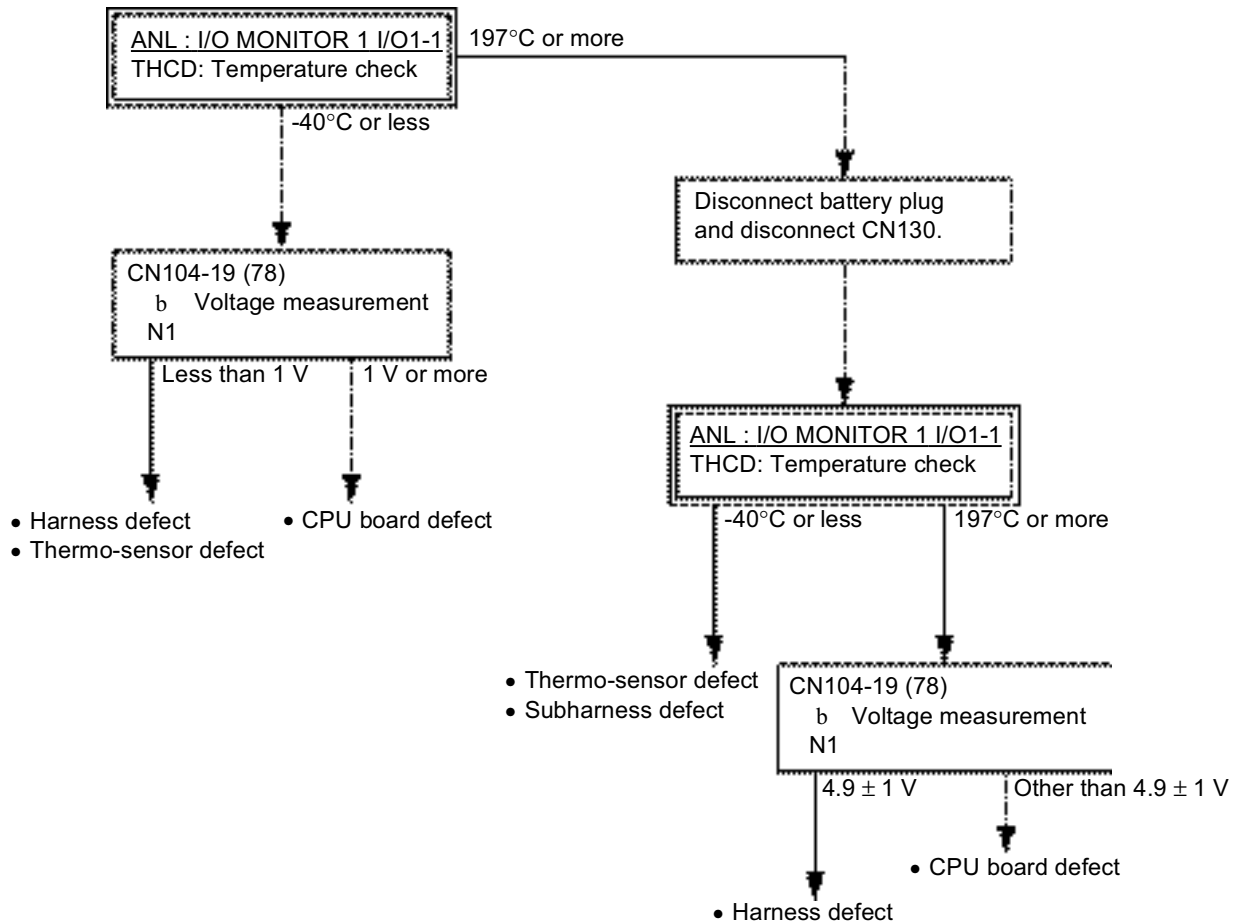 ANL : I/O MONITOR 1 I/O1-1
THCD: Temperature check
197°C or more
-40°C or less
Disconnect battery plug
and disconnect CN130.
CN104-19 (78)
b Voltage measurement
N1
Less than 1 V
1 V or more
• Harness defect
• Thermo-sensor defect
• CPU board defect
ANL : I/O MONITOR 1 I/O1-1
THCD: Temperature check
-40°C or less
197°C or more
• Thermo-sensor defect
• Subharness defect
CN104-19 (78)
b Voltage measurement
N1
4.9 ± 1 V
Other than 4.9 ± 1 V
• CPU board defect
• Harness defect